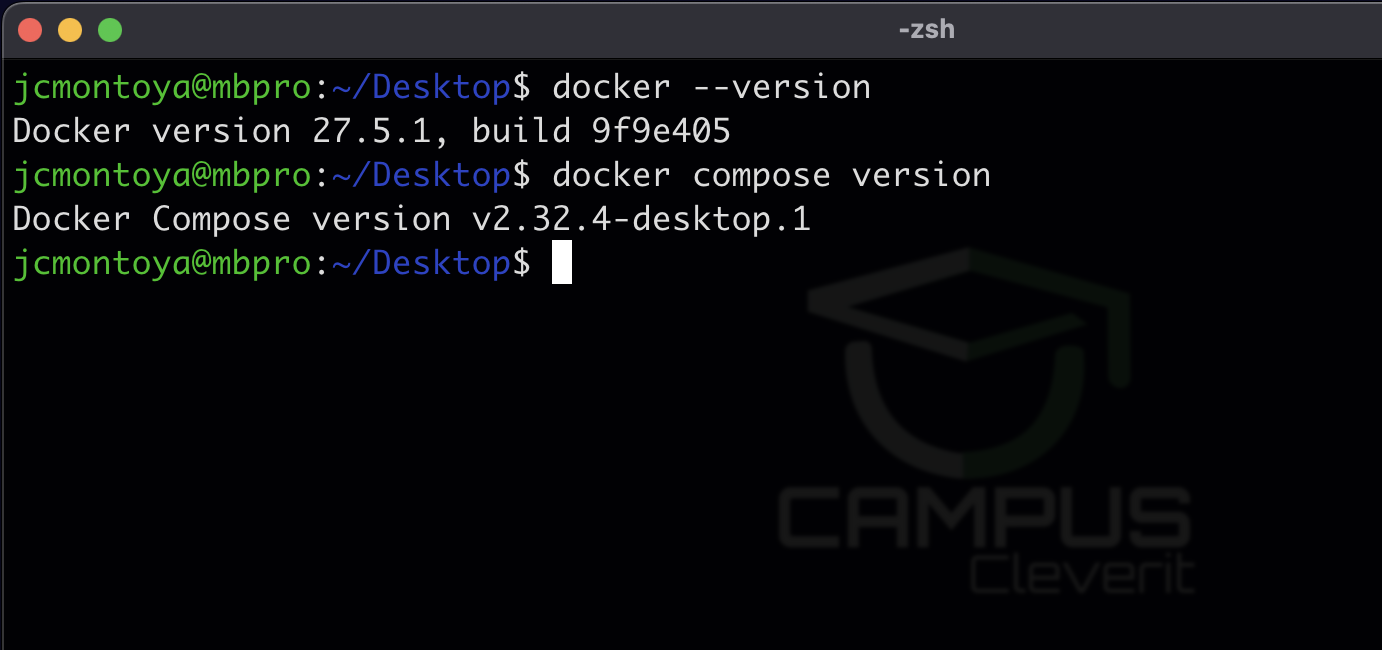 -zsh
jcmontoya@mbpro:~/Desktop$ docker --version
Docker version 27.5.1, build 9f9e405
jcmontoya@mbpro:~/Desktop$ docker compose version
Docker Compose version v2.32.4-desktop.1
jcmontoya@mbpro:~/Desktop$
CAMPUS
Cleverit